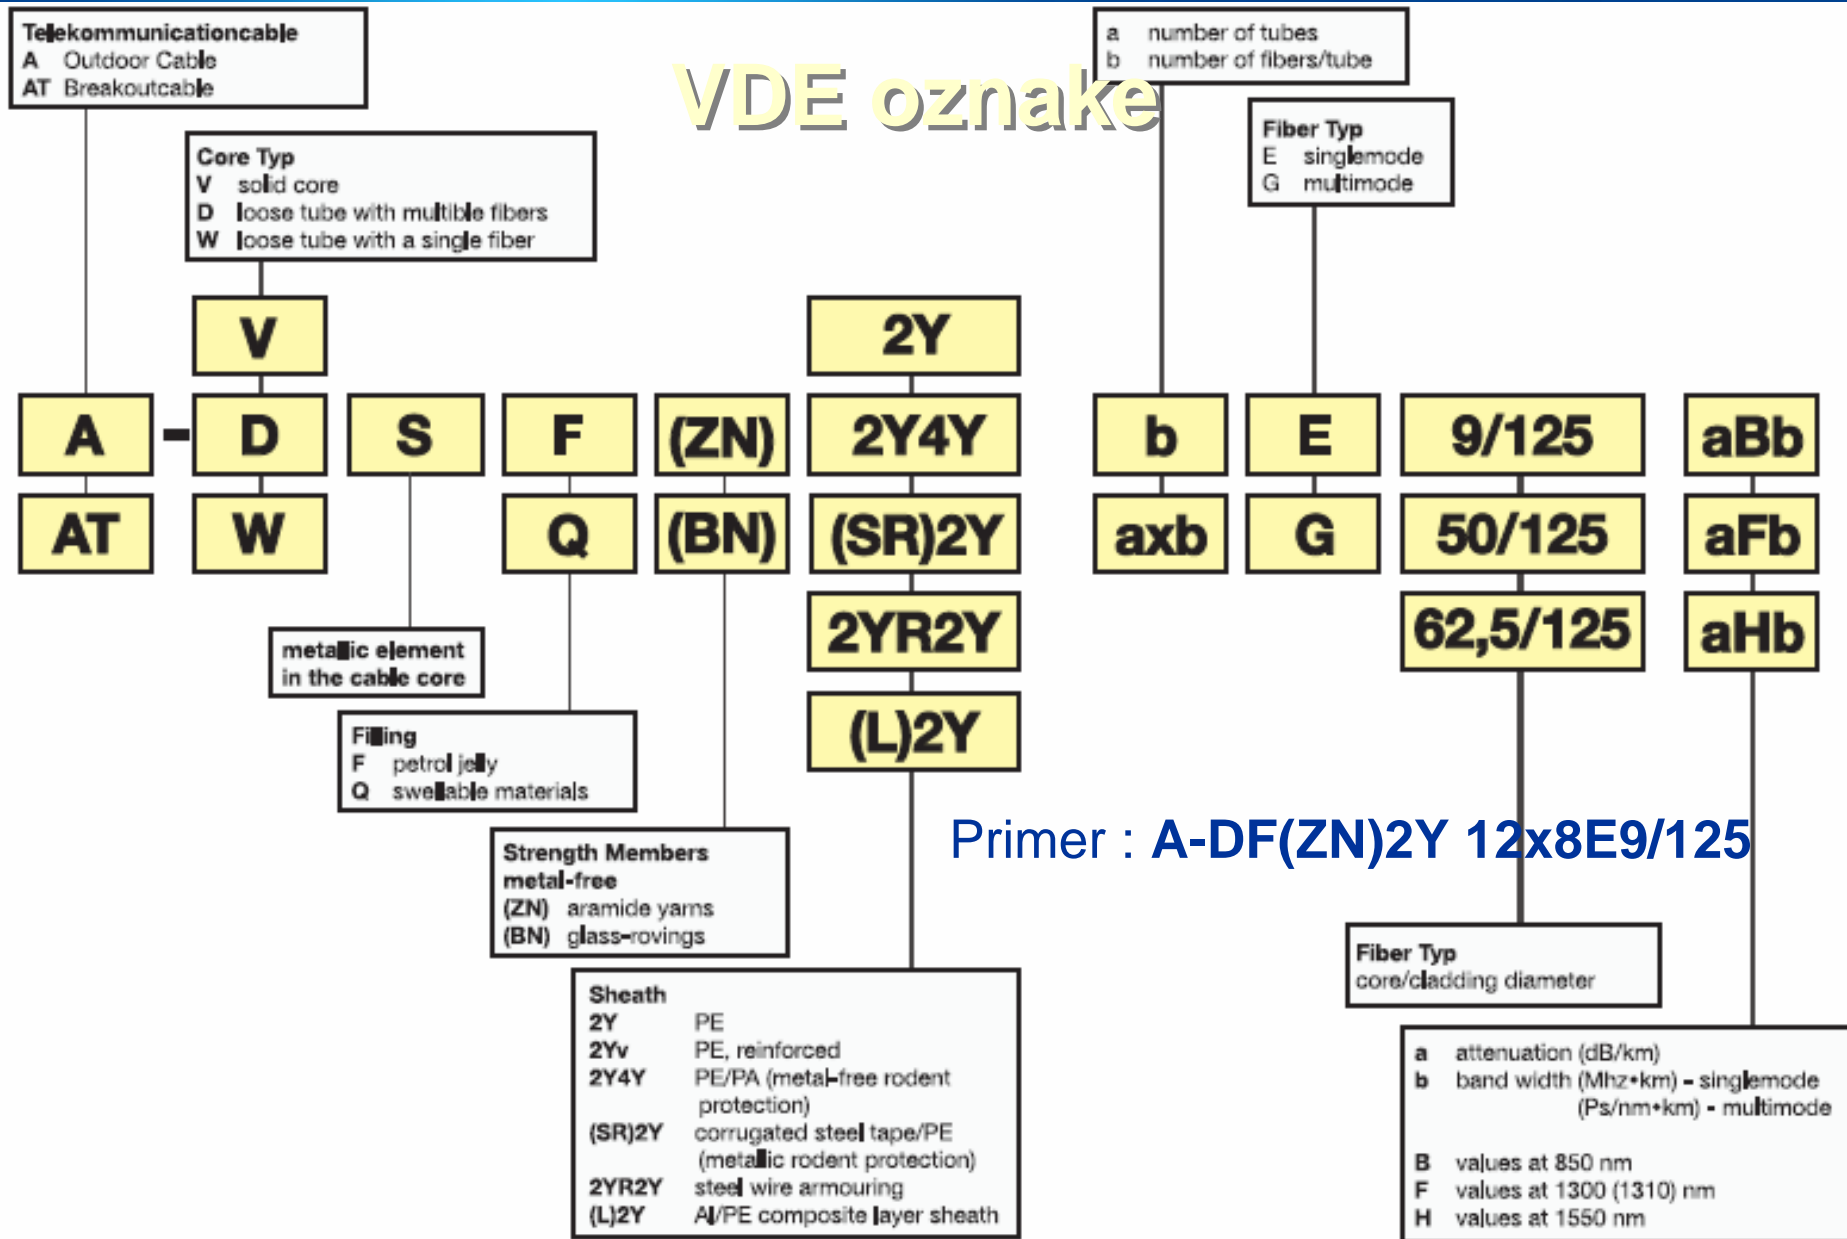 VDE oznake
Telekommunicationcable
A Outdoor Cable
AT Breakoutcable
Core Typ
V solid core
D loose tube with multible fibers
W loose tube with a single fiber
a number of tubes
b number of fibers/tube
Fiber Typ
E singlemode
G multimode
V
2Y
A - D S F (ZN) 2Y4Y b E 9/125 aBb
AT W Q (BN) (SR)2Y axb G 50/125 aFb
2YR2Y 62,5/125 aHb
(L)2Y
metallic element
in the cable core
Filling
F petrol jelly
Q swellable materials
Strength Members
metal-free
(ZN) aramide yarns
(BN) glass-rovings
Primer : A-DF(ZN)2Y 12x8E9/125
Sheath
2Y PE
2Yv PE, reinforced
2Y4Y PE/PA (metal-free rodent
protection)
(SR)2Y corrugated steel tape/PE
(metallic rodent protection)
2YR2Y steel wire armouring
(L)2Y Al/PE composite layer sheath
Fiber Typ
core/cladding diameter
a attenuation (dB/km)
b band width (Mhz•km) - singlemode
(Ps/nm•km) - multimode
B values at 850 nm
F values at 1300 (1310) nm
H values at 1550 nm